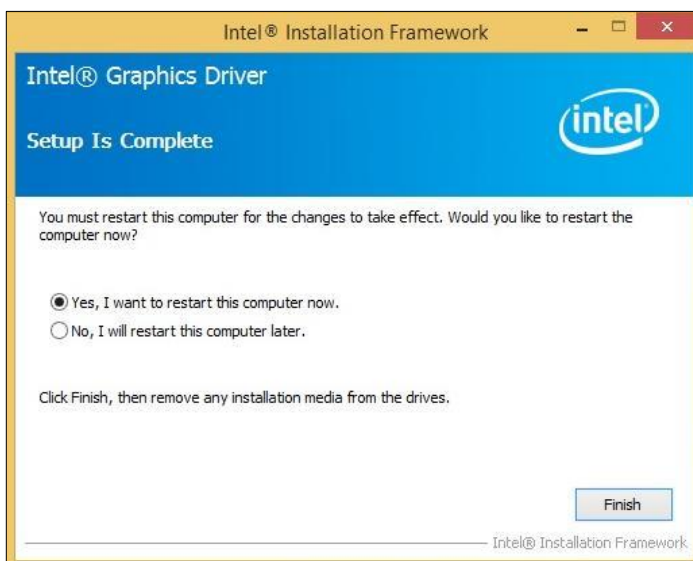 Intel® Installation Framework
Intel® Graphics Driver
intel
Setup Is Complete
You must restart this computer for the changes to take effect. Would you like to restart the
computer now?
Yes, I want to restart this computer now.
No, I will restart this computer later.
Click Finish, then remove any installation media from the drives.
Finish
Intel® Installation Framework